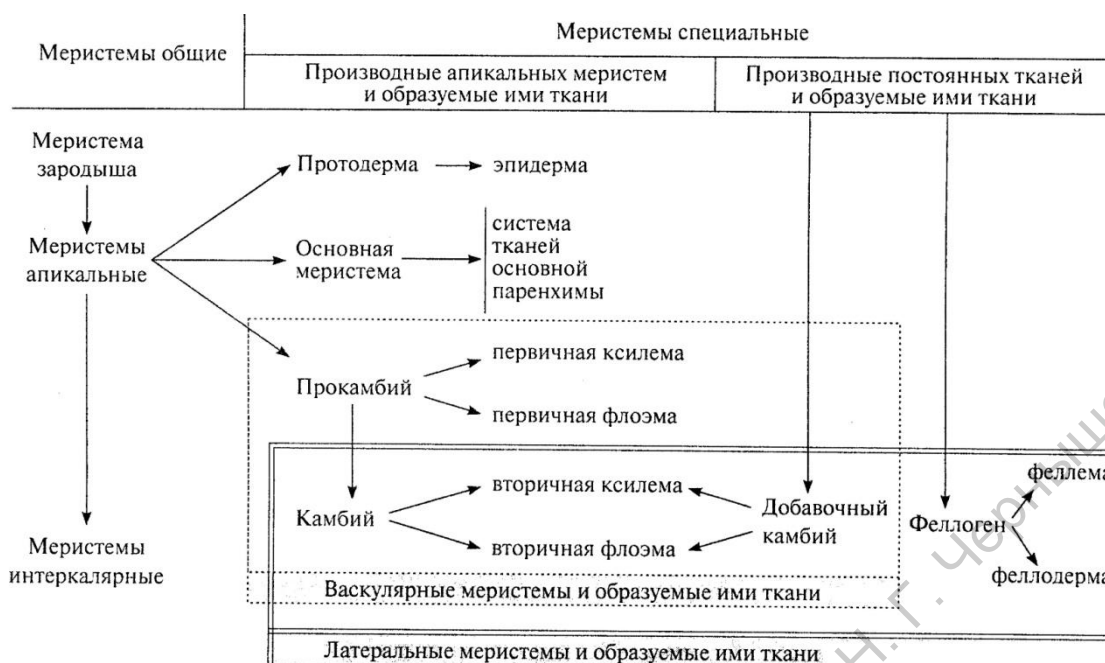 Меристемы общие
Меристемы специальные
Производные апикальных меристем
и образуемые ими ткани
Производные постоянных тканей
и образуемые ими ткани
Меристема
зародыша
Протодерма
эпидерма
Меристемы
апикальные
Основная
меристема
система
тканей
основной
паренхимы
Прокамбий
первичная ксилема
первичная флоэма
Камбий
вторичная ксилема
вторичная флоэма
Добавочный
камбий
Феллоген
феллема
феллодерма
Меристемы
интеркалярные
Васкулярные меристемы и образуемые ими ткани
Латеральные меристемы и образуемые ими ткани
Н. Г. Черныше